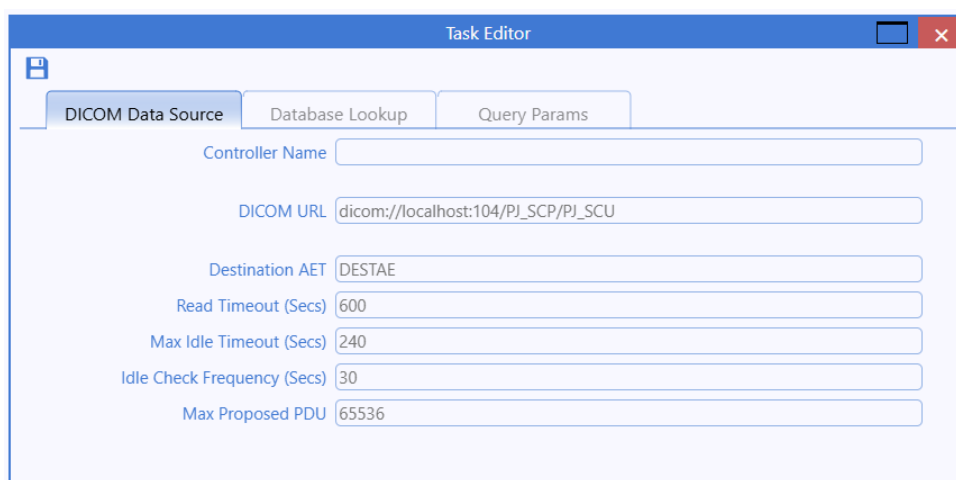 Task Editor
DICOM Data Source Database Lookup Query Params
Controller Name
DICOM URL dicom://localhost:104/PJ_SCP/PJ_SCU
Destination AET DESTAE
Read Timeout (Secs) 600
Max Idle Timeout (Secs) 240
Idle Check Frequency (Secs) 30
Max Proposed PDU 65536